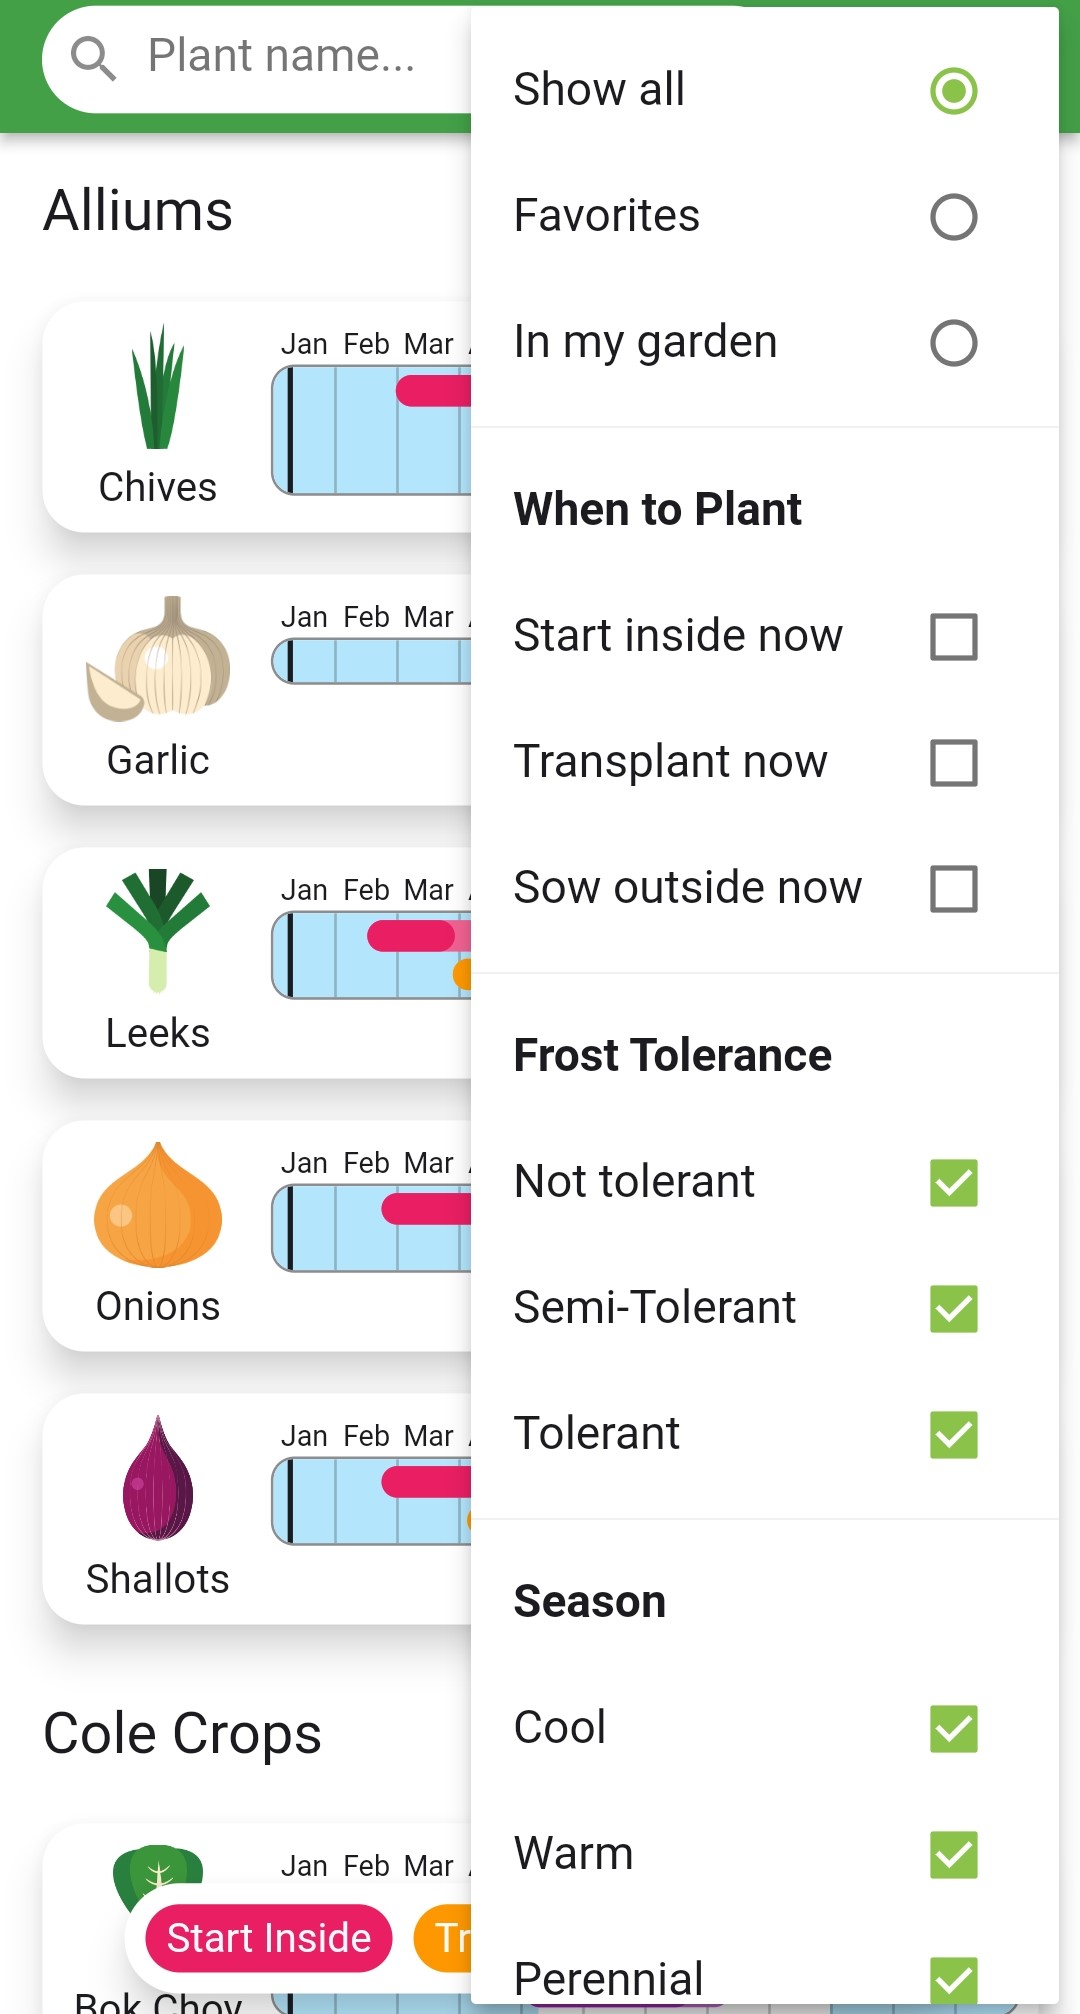 Plant name...
Alliums
Jan Feb Mar
Chives
Jan Feb Mar
Garlic
Jan Feb Mar
Leeks
Jan Feb Mar
Onions
Jan Feb Mar
Shallots
Cole Crops
Jan Feb Mar
Start Inside
Tr
Bok Choy
Show all
Favorites
In my garden
When to Plant
Start inside now
Transplant now
Sow outside now
Frost Tolerance
Not tolerant
Semi-Tolerant
Tolerant
Season
Cool
Warm
Perennial